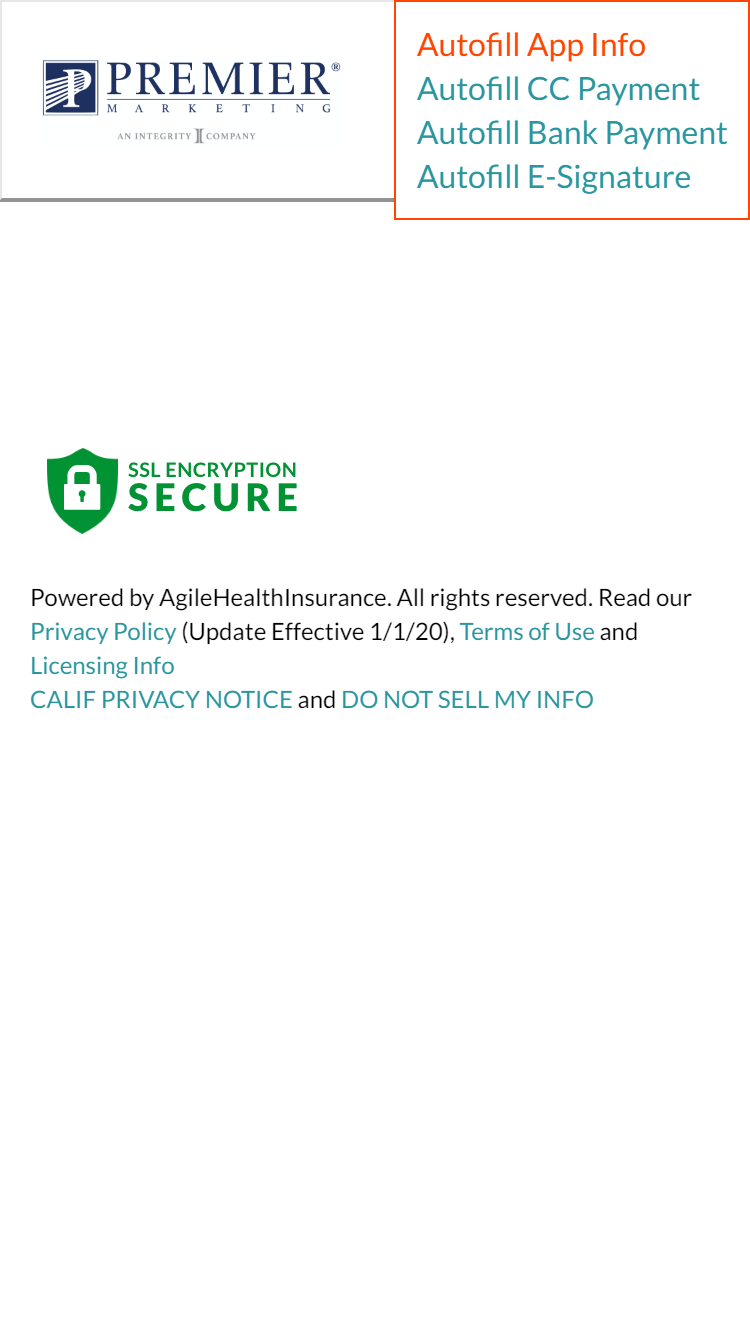 PREMIER®
MARKETING
AN INTEGRITY COMPANY
Autofill App Info
Autofill CC Payment
Autofill Bank Payment
Autofill E-Signature
SSL ENCRYPTION
SECURE
Powered by AgileHealthInsurance. All rights reserved. Read our
Privacy Policy (Update Effective 1/1/20), Terms of Use and
Licensing Info
CALIF PRIVACY NOTICE and DO NOT SELL MY INFO